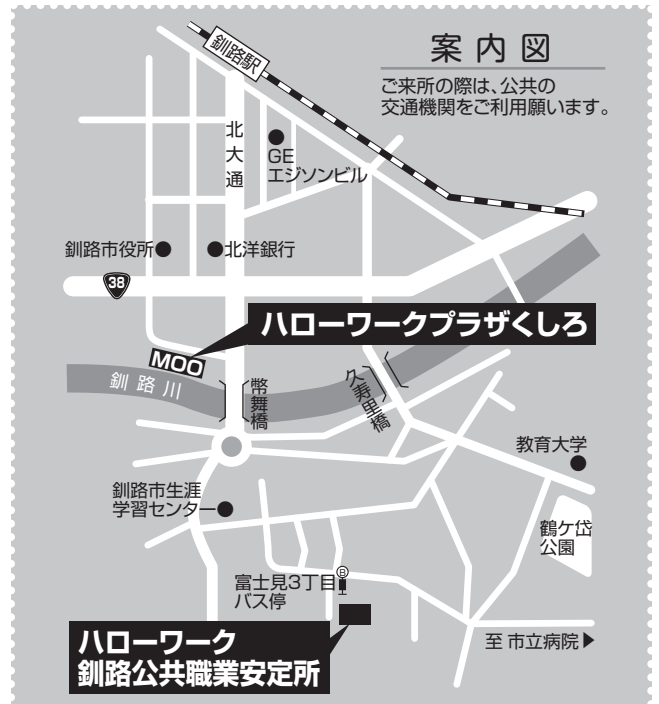 案内図
ご来所の際は、公共の
交通機関をご利用願います。
釧路駅
北大通
GE
エジソンビル
釧路市役所
北洋銀行
38
ハローワークプラザくしろ
MOO
釧路川
幣舞橋
久寿里橋
教育大学
釧路市生涯
学習センター
鶴ケ岱
公園
富士見3丁目
バス停
B
ハローワーク
釧路公共職業安定所
至 市立病院▶